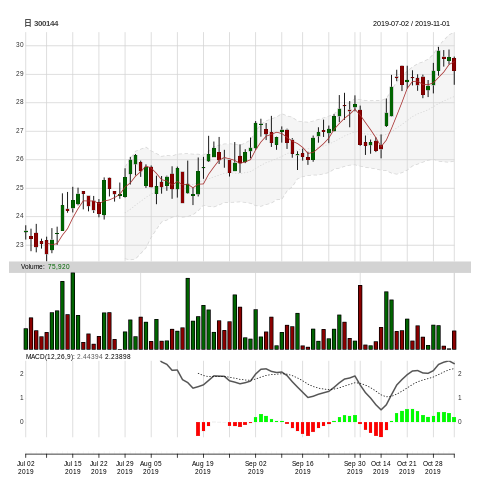 日 300144
2019-07-02 / 2019-11-01
30
29
28
27
26
25
24
23
Volume: 75,920
MACD(12,26,9): 2.44394 2.23898
2 2
1 1
0 0
Jul 02 Jul 15 Jul 22 Jul 29 Aug 05 Aug 19 Sep 02 Sep 16 Sep 30 Oct 14 Oct 21 Oct 28
2019 2019 2019 2019 2019 2019 2019 2019 2019 2019 2019 2019